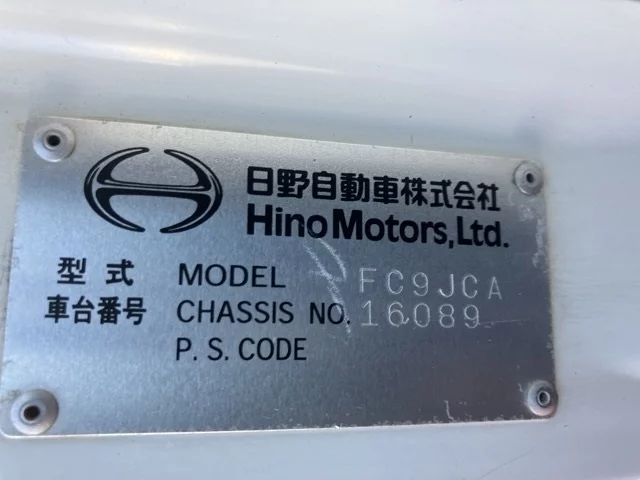 日野自動車株式会社
Hino Motors, Ltd.
型式 MODEL FC9JCA
車台番号 CHASSIS NO. 16089
P. S. CODE